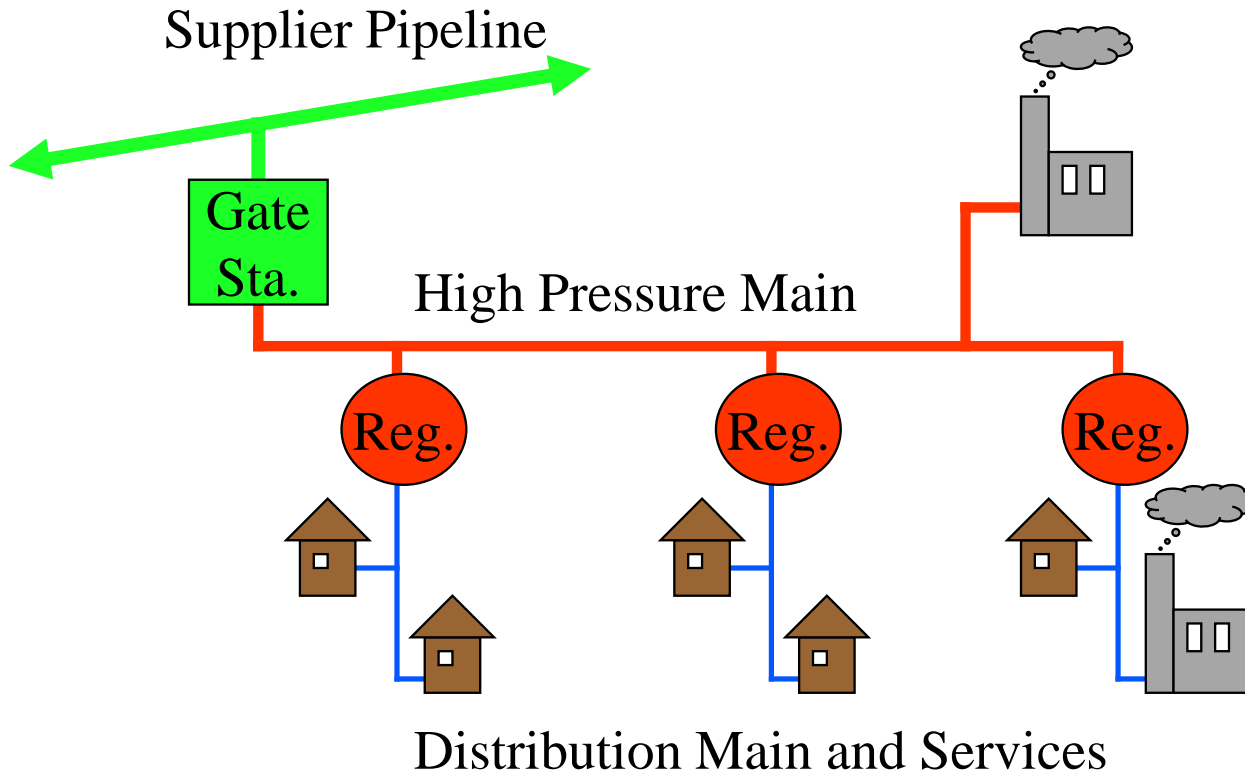 Supplier Pipeline
Gate
Sta.
High Pressure Main
Reg.
Reg.
Reg.
Distribution Main and Services